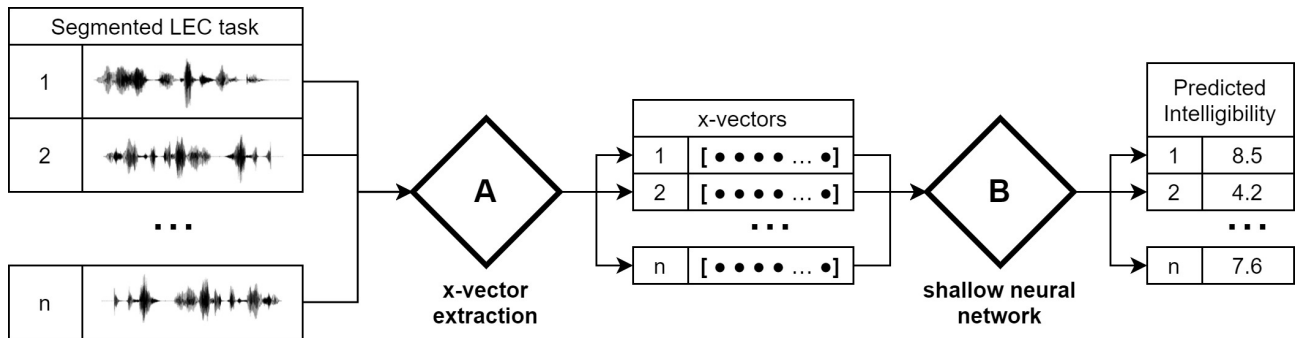 Segmented LEC task
1
2
...
n
A
x-vector
extraction
x-vectors
1 [ ● ● ● ● ... ●]
2 [ ● ● ● ● ... ●]
...
n [ ● ● ● ● ... ●]
B
shallow neural
network
Predicted
Intelligibility
1 8.5
2 4.2
...
n 7.6